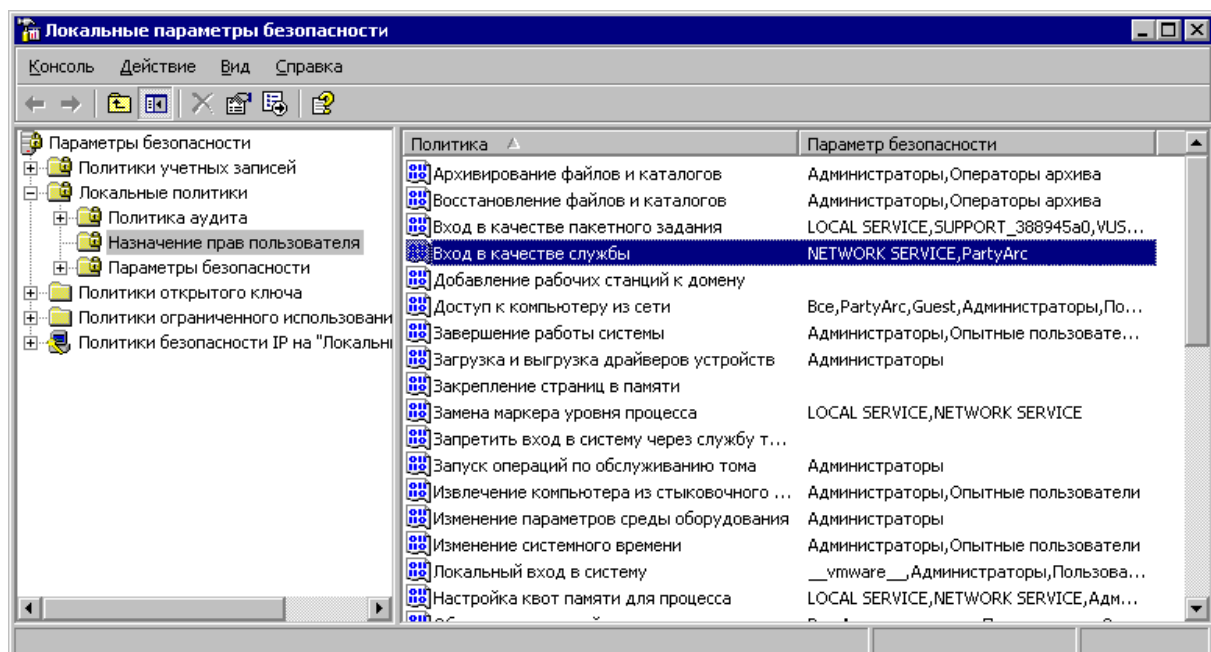 Локальные параметры безопасности
Консоль Действие Вид Справка
Параметры безопасности
Политики учетных записей
Локальные политики
Политика аудита
Назначение прав пользователя
Параметры безопасности
Политики открытого ключа
Политики ограниченного использовани
Политики безопасности IP на "Локальн
Политика Параметр безопасности
Архивирование файлов и каталогов Администраторы,Операторы архива
Восстановление файлов и каталогов Администраторы,Операторы архива
Вход в качестве пакетного задания LOCAL SERVICE,SUPPORT_388945a0,VUS...
Вход в качестве службы NETWORK SERVICE,PartyArc
Добавление рабочих станций к домену
Доступ к компьютеру из сети Все,PartyArc,Guest,Администраторы,По...
Завершение работы системы Администраторы,Опытные пользовате...
Загрузка и выгрузка драйверов устройств Администраторы
Закрепление страниц в памяти
Замена маркера уровня процесса LOCAL SERVICE,NETWORK SERVICE
Запретить вход в систему через службу т...
Запуск операций по обслуживанию тома Администраторы
Извлечение компьютера из стыковочного ... Администраторы,Опытные пользователи
Изменение параметров среды оборудования Администраторы
Изменение системного времени Администраторы,Опытные пользователи
Локальный вход в систему __vmware__,Администраторы,Пользова...
Настройка квот памяти для процесса LOCAL SERVICE,NETWORK SERVICE,Адм...